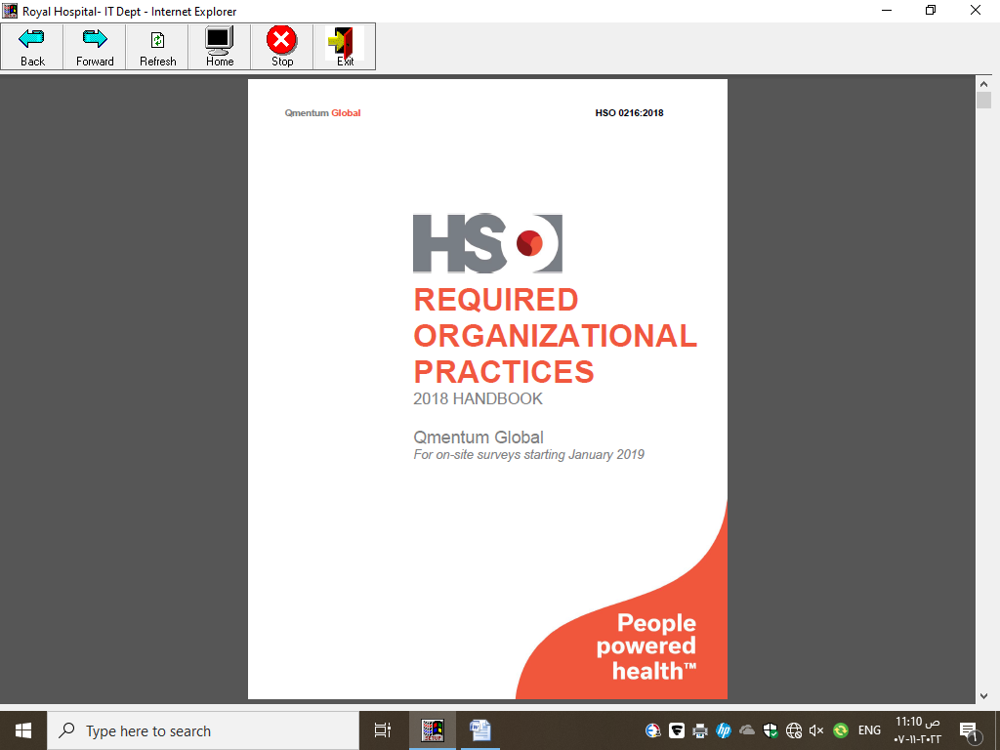 Royal Hospital- IT Dept - Internet Explorer
Back Forward Refresh Home Stop Exit
Qmentum Global HSO 0216:2018
HSO
REQUIRED
ORGANIZATIONAL
PRACTICES
2018 HANDBOOK
Qmentum Global
For on-site surveys starting January 2019
People
powered
health™
Type here to search
ENG
11:10 ص
٠٧-١١-٢٠٢٢
1